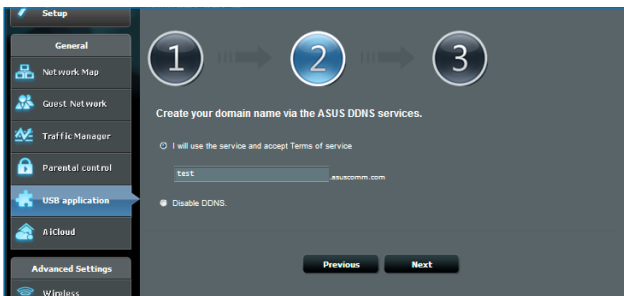 Setup
General
Network Map
Guest Network
Traffic Manager
Parental control
USB application
AiCloud
Advanced Settings
Wireless
1
2
3
Create your domain name via the ASUS DDNS services.
I will use the service and accept Terms of service
test .asuscomm.com
Disable DDNS.
Previous Next